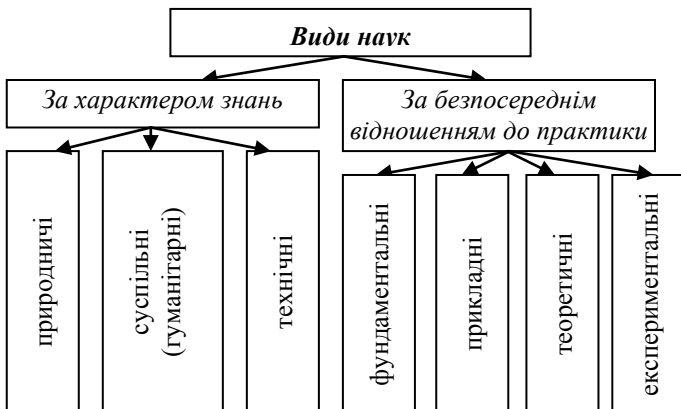 Види наук
За характером знань
За безпосереднім
відношенням до практики
природничі
суспільні
(гуманітарні)
технічні
фундаментальні
прикладні
теоретичні
експериментальні